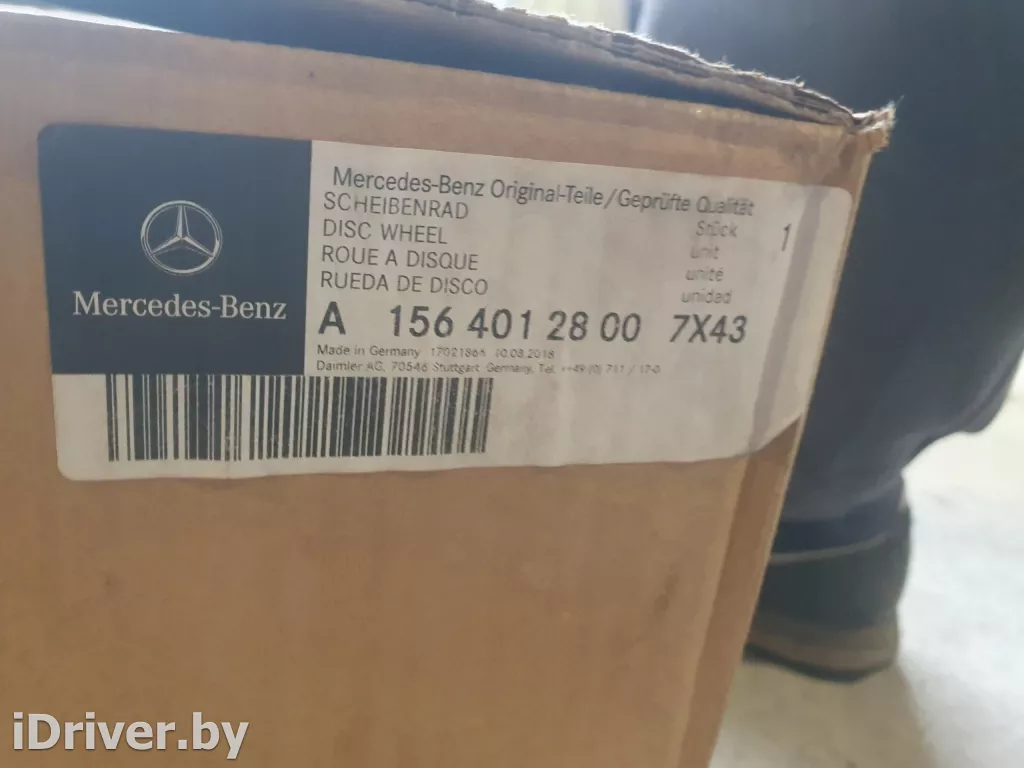 Mercedes-Benz
Mercedes-Benz Original-Teile/Geprüfte Qualität
SCHEIBENRAD
DISC WHEEL
ROUE A DISQUE
RUEDA DE DISCO
Stück
unit
unité
unidad
1
A 156 401 28 00 7X43
Made in Germany 17021866 10.08.2018
Daimler AG, 70546 Stuttgart, Germany, Tel. ++49 (0) 711 / 17-0
iDriver.by